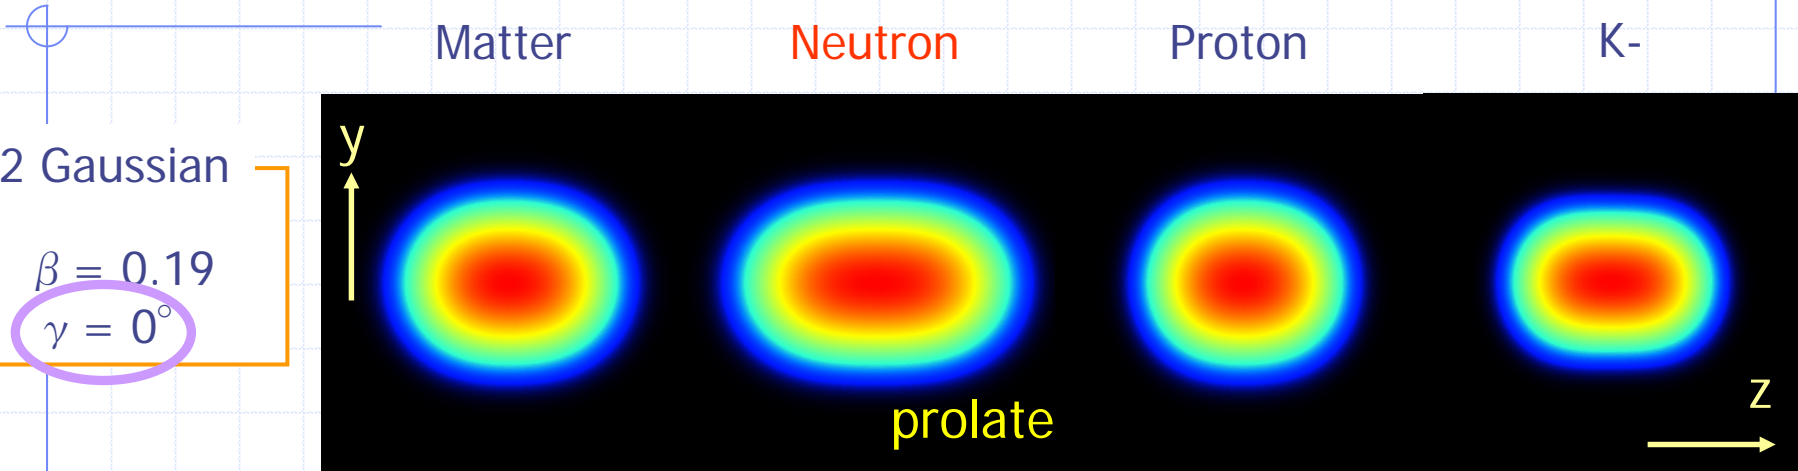 Matter Neutron Proton K-
y
2 Gaussian
β = 0.19
γ = 0°
prolate
z